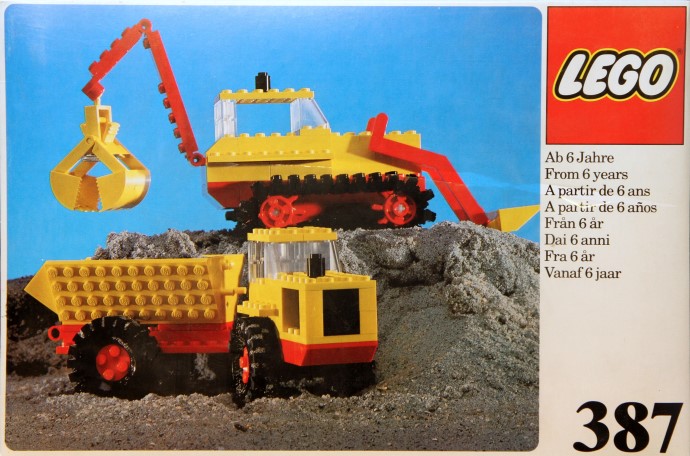 LEGO
Ab 6 Jahre
From 6 years
A partir de 6 ans
A partir de 6 años
Från 6 år
Dai 6 anni
Fra 6 år
Vanaf 6 jaar
387